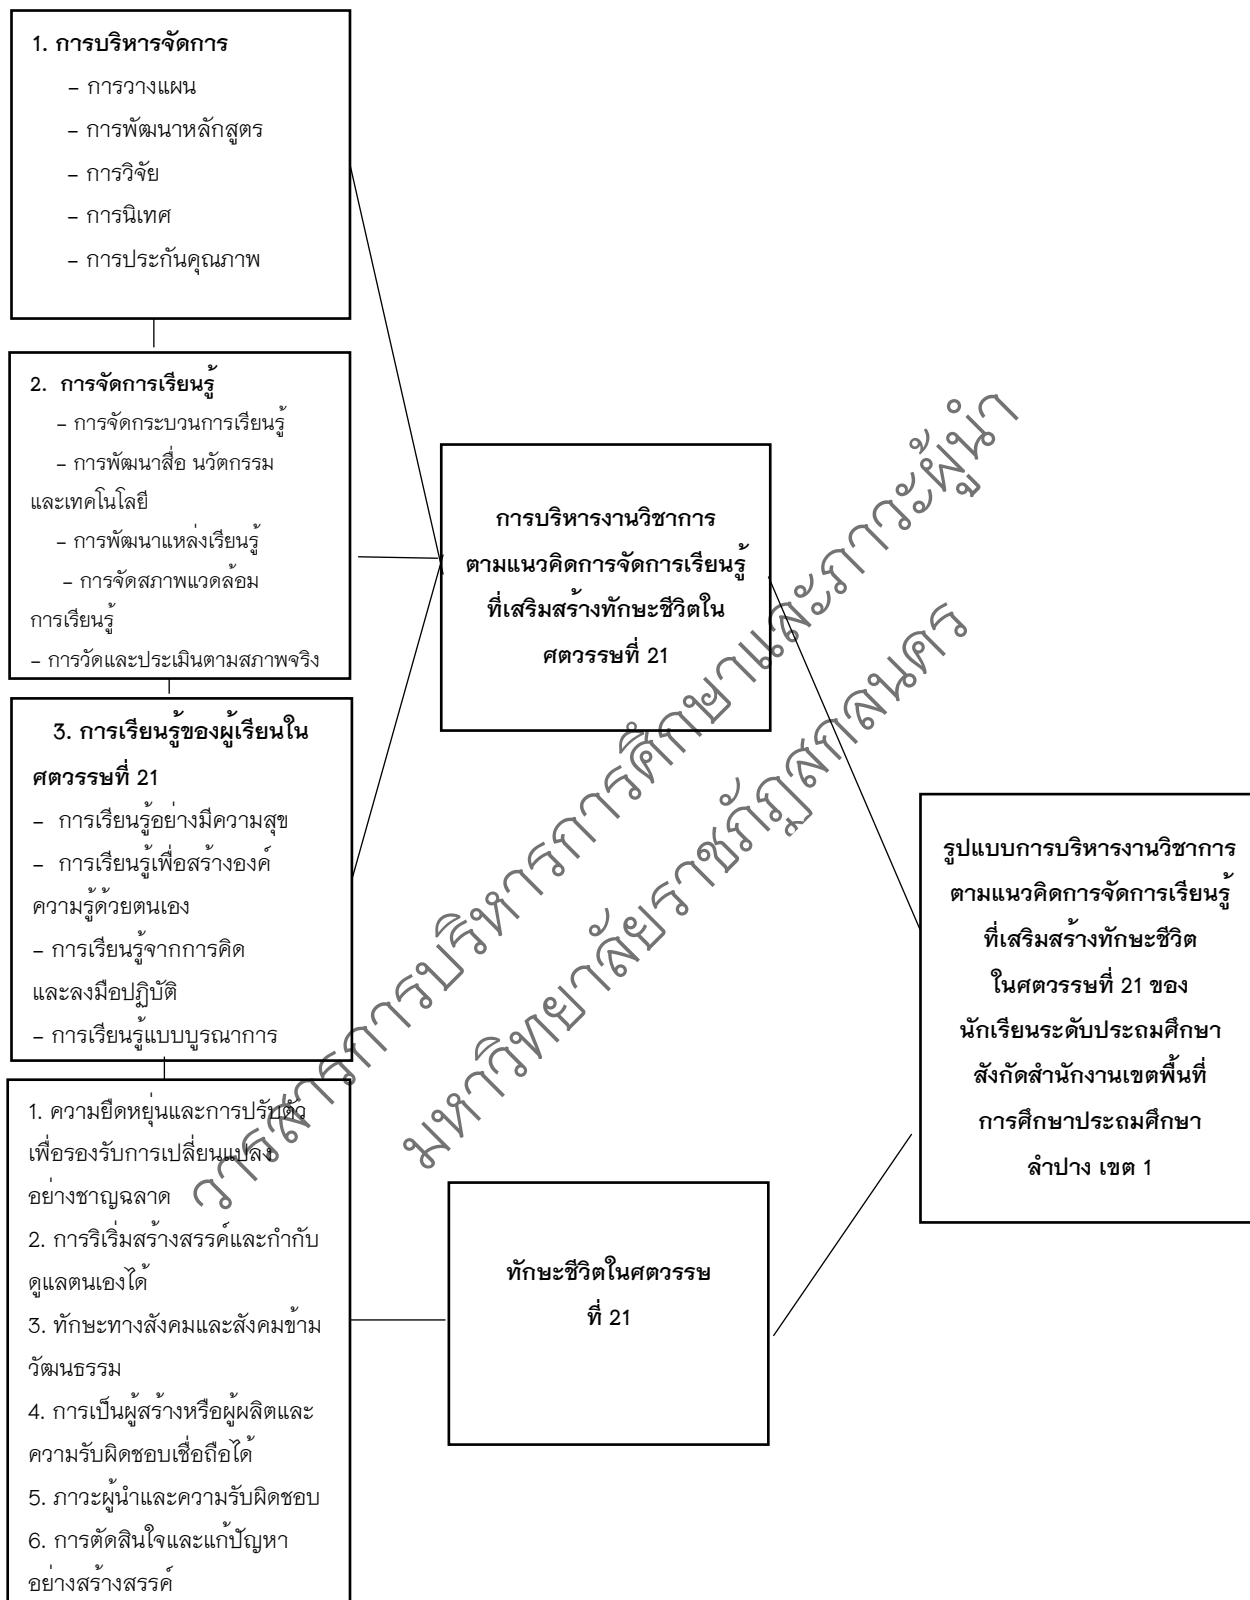 1. การบริหารจัดการ
– การวางแผน
– การพัฒนาหลักสูตร
– การวิจัย
– การนิเทศ
– การประกันคุณภาพ
2. การจัดการเรียนรู้
– การจัดกระบวนการเรียนรู้
– การพัฒนาสื่อ นวัตกรรม
และเทคโนโลยี
– การพัฒนาแหล่งเรียนรู้
– การจัดสภาพแวดล้อม
การเรียนรู้
– การวัดและประเมินตามสภาพจริง
3. การเรียนรู้ของผู้เรียนใน
ศตวรรษที่ 21
– การเรียนรู้อย่างมีความสุข
– การเรียนรู้เพื่อสร้างองค์
ความรู้ด้วยตนเอง
– การเรียนรู้จากการคิด
และลงมือปฏิบัติ
– การเรียนรู้แบบบูรณาการ
1. ความยืดหยุ่นและการปรับตัว
เพื่อรองรับการเปลี่ยนแปลง
อย่างชาญฉลาด
2. การริเริ่มสร้างสรรค์และกำกับ
ดูแลตนเองได้
3. ทักษะทางสังคมและสังคมข้าม
วัฒนธรรม
4. การเป็นผู้สร้างหรือผู้ผลิตและ
ความรับผิดชอบเชื่อถือได้
5. ภาวะผู้นำและความรับผิดชอบ
6. การตัดสินใจและแก้ปัญหา
อย่างสร้างสรรค์
การบริหารงานวิชาการ
ตามแนวคิดการจัดการเรียนรู้
ที่เสริมสร้างทักษะชีวิตใน
ศตวรรษที่ 21
ทักษะชีวิตในศตวรรษ
ที่ 21
รูปแบบการบริหารงานวิชาการ
ตามแนวคิดการจัดการเรียนรู้
ที่เสริมสร้างทักษะชีวิต
ในศตวรรษที่ 21 ของ
นักเรียนระดับประถมศึกษา
สังกัดสำนักงานเขตพื้นที่
การศึกษาประถมศึกษา
ลำปาง เขต 1
วารสารการบริหารการศึกษาและภาวะผู้นำ
มหาวิทยาลัยราชภัฏสกลนคร